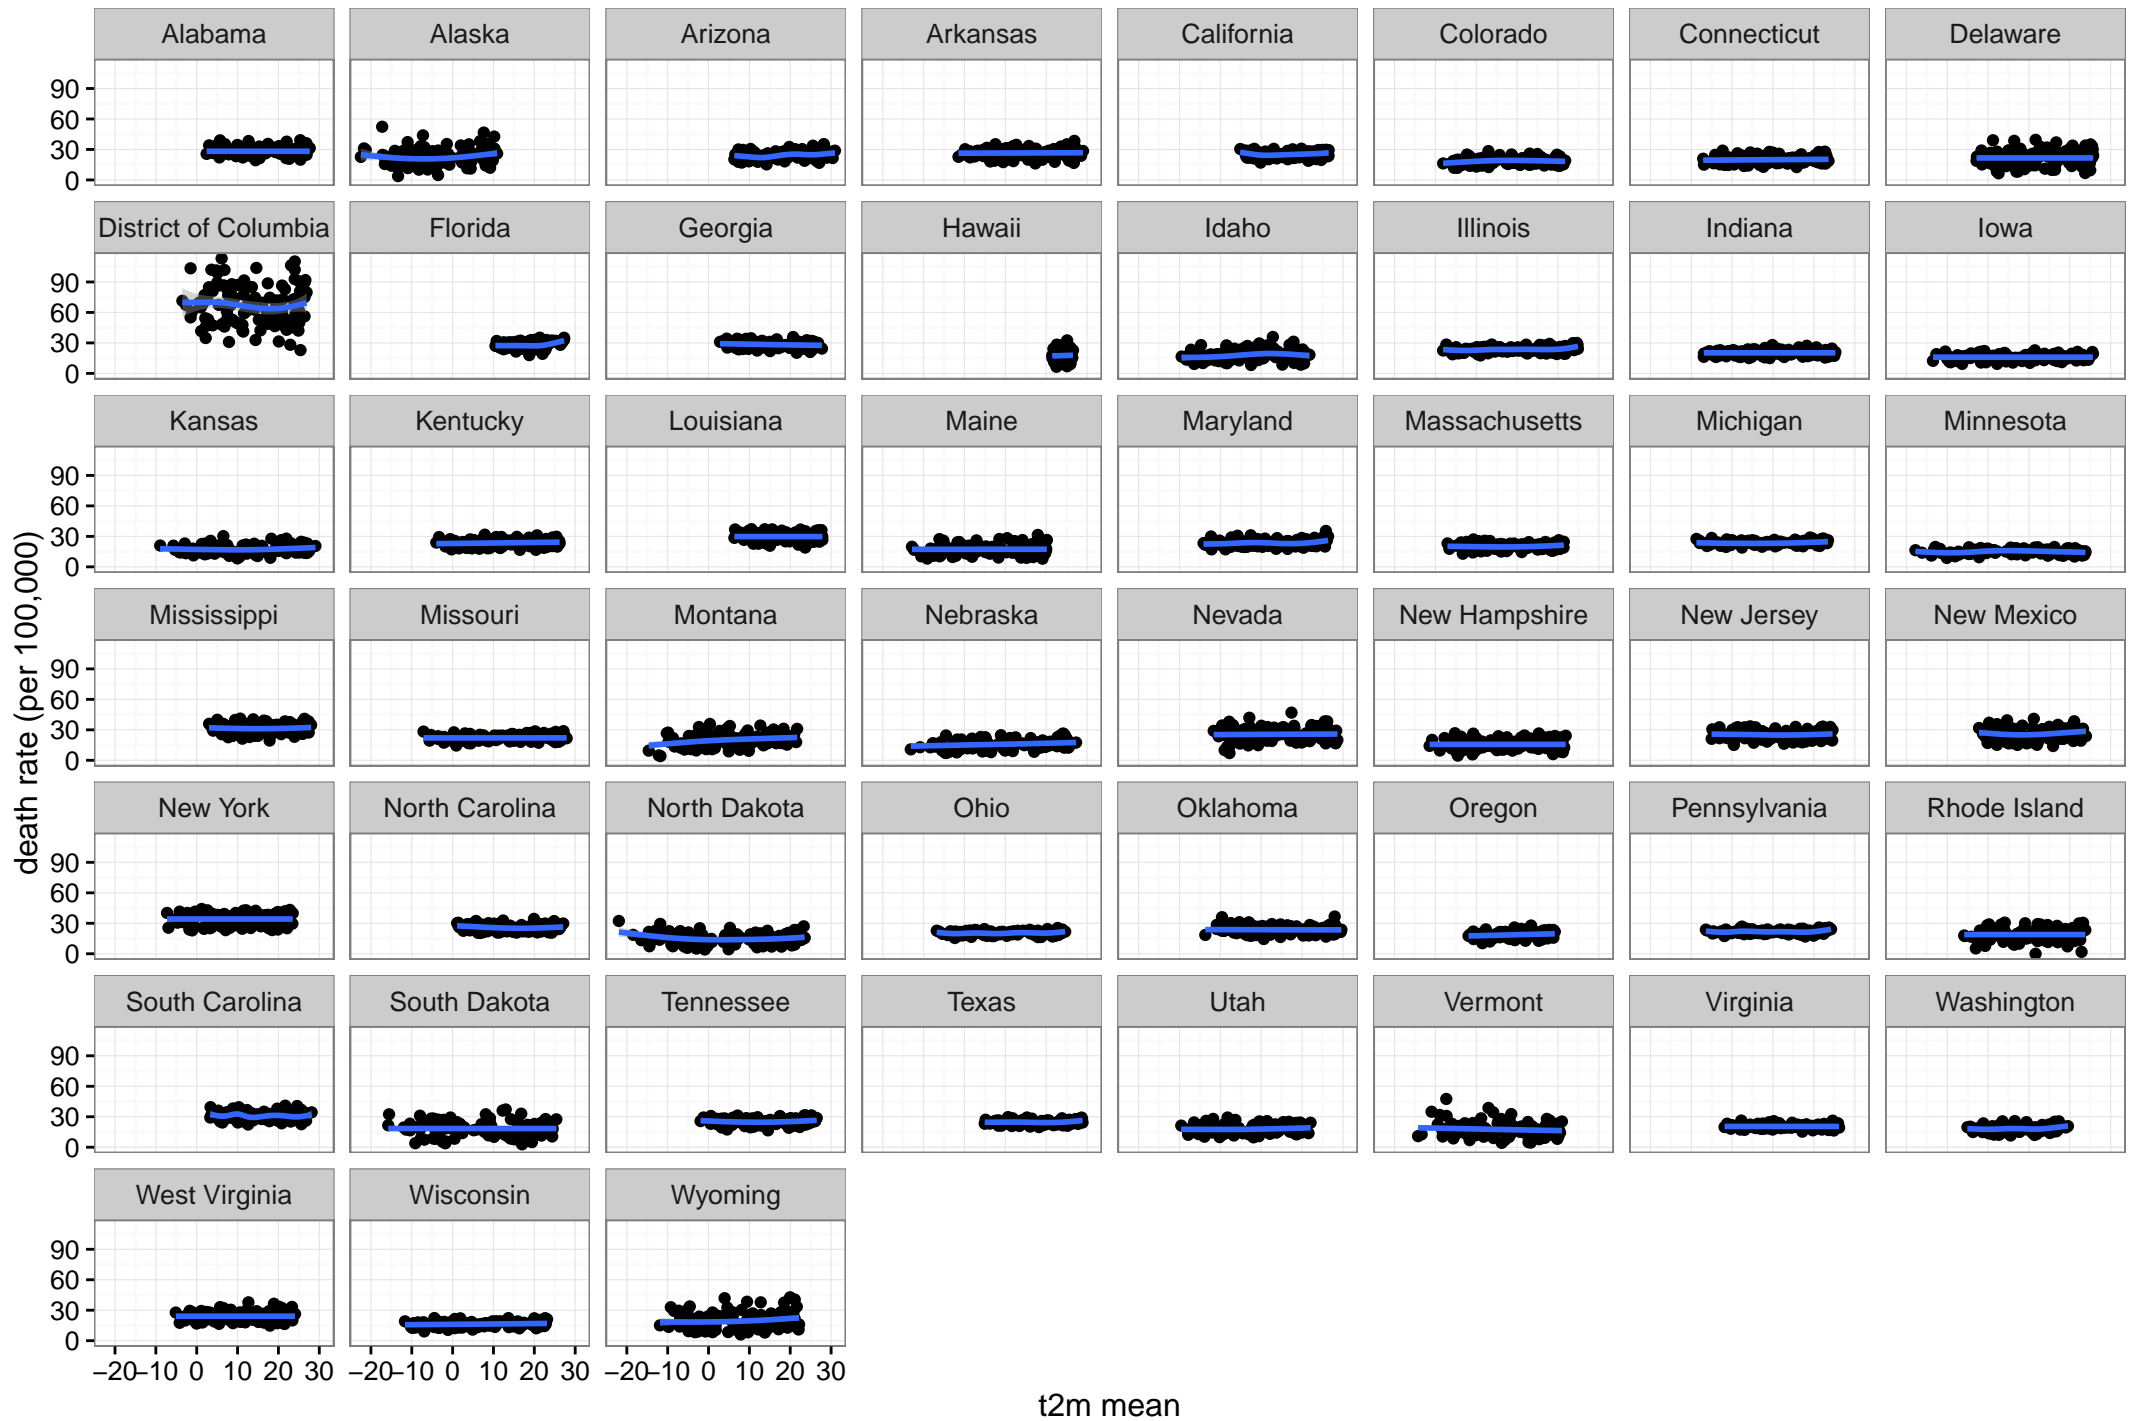 Alabama Alaska Arizona Arkansas California Colorado Connecticut Delaware
90
60
30
0
District of Columbia Florida Georgia Hawaii Idaho Illinois Indiana Iowa
90
60
30
0
Kansas Kentucky Louisiana Maine Maryland Massachusetts Michigan Minnesota
90
60
30
0
death rate (per 100,000)
Mississippi Missouri Montana Nebraska Nevada New Hampshire New Jersey New Mexico
90
60
30
0
New York North Carolina North Dakota Ohio Oklahoma Oregon Pennsylvania Rhode Island
90
60
30
0
South Carolina South Dakota Tennessee Texas Utah Vermont Virginia Washington
90
60
30
0
West Virginia Wisconsin Wyoming
90
60
30
0
−20 −10 0 10 20 30 −20 −10 0 10 20 30 −20 −10 0 10 20 30
t2m mean